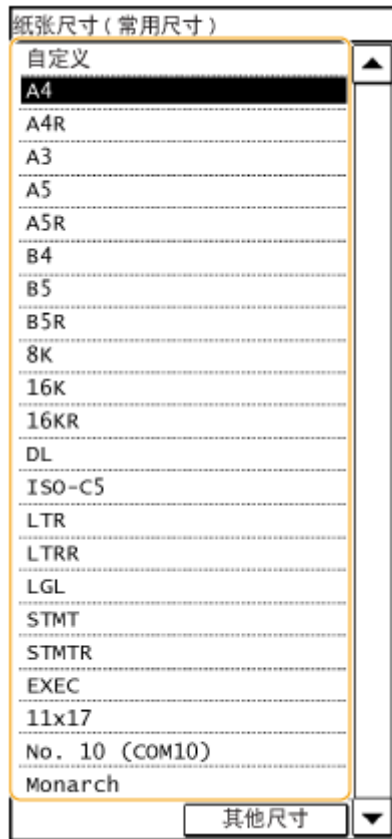 纸张尺寸(常用尺寸)
自定义
A4
A4R
A3
A5
A5R
B4
B5
B5R
8K
16K
16KR
DL
ISO-C5
LTR
LTRR
LGL
STMT
STMTR
EXEC
11x17
No. 10 (COM10)
Monarch
其他尺寸